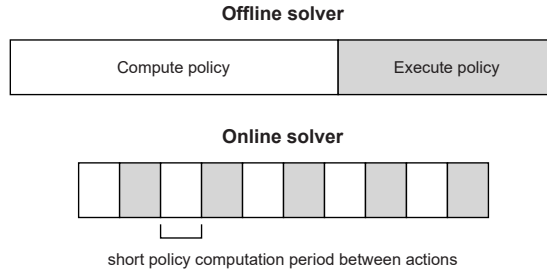 Offline solver
Compute policy
Execute policy
Online solver
short policy computation period between actions